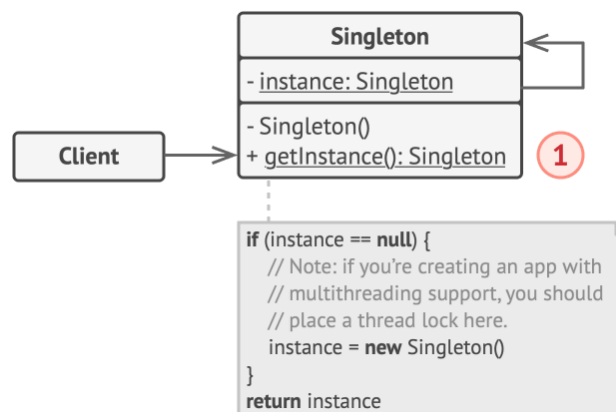 Singleton
- instance: Singleton
- Singleton()
+ getInstance(): Singleton
Client
1
if (instance == null) {
// Note: if you're creating an app with
// multithreading support, you should
// place a thread lock here.
instance = new Singleton()
}
return instance